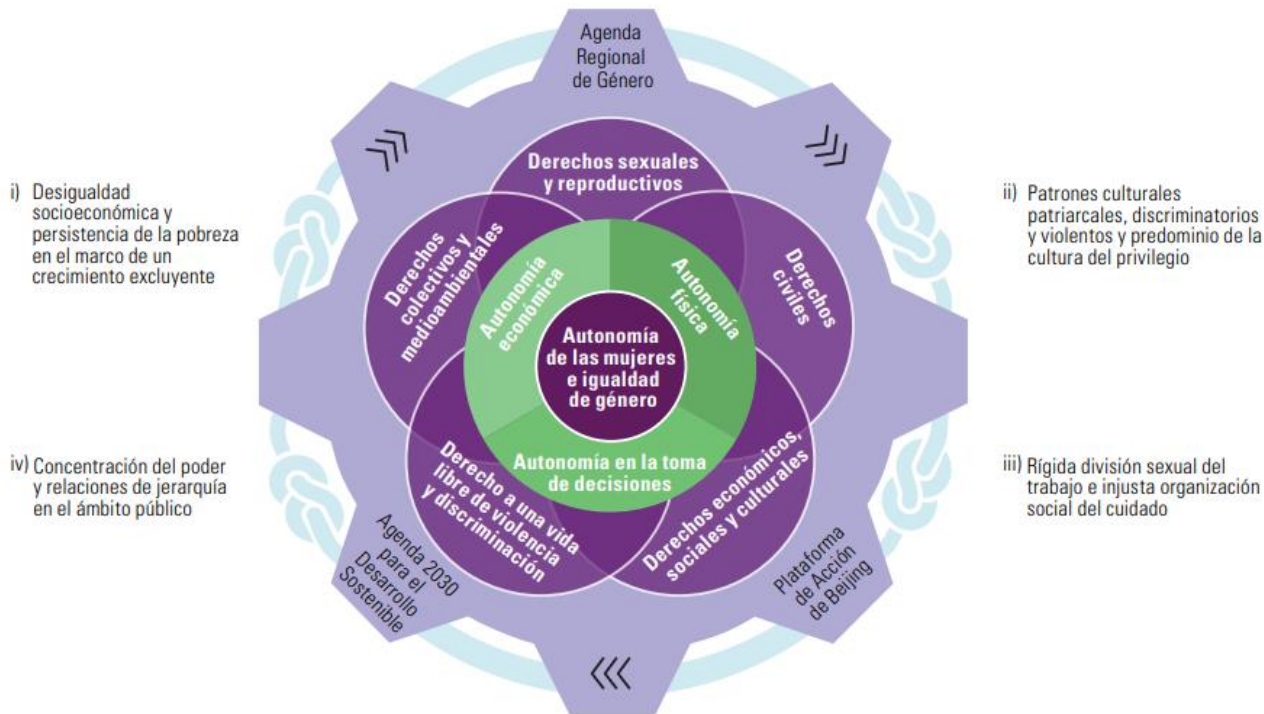 Agenda
Regional
de Género
Derechos sexuales
y reproductivos
i) Desigualdad
socioeconómica y
persistencia de la pobreza
en el marco de un
crecimiento excluyente
ii) Patrones culturales
patriarcales, discriminatorios
y violentos y predominio de la
cultura del privilegio
Derechos
colectivos y
medioambientales
Autonomía
económica
Autonomía
física
Derechos
civiles
Autonomía
de las mujeres
e igualdad
de género
iv) Concentración del poder
y relaciones de jerarquía
en el ámbito público
Derecho a una vida
libre de violencia
y discriminación
Autonomía en la toma
de decisiones
Derechos económicos,
sociales y culturales
iii) Rígida división sexual del
trabajo e injusta organización
social del cuidado
Agenda 2030
para el
Desarrollo
Sostenible
Plataforma
de Acción
de Beijing